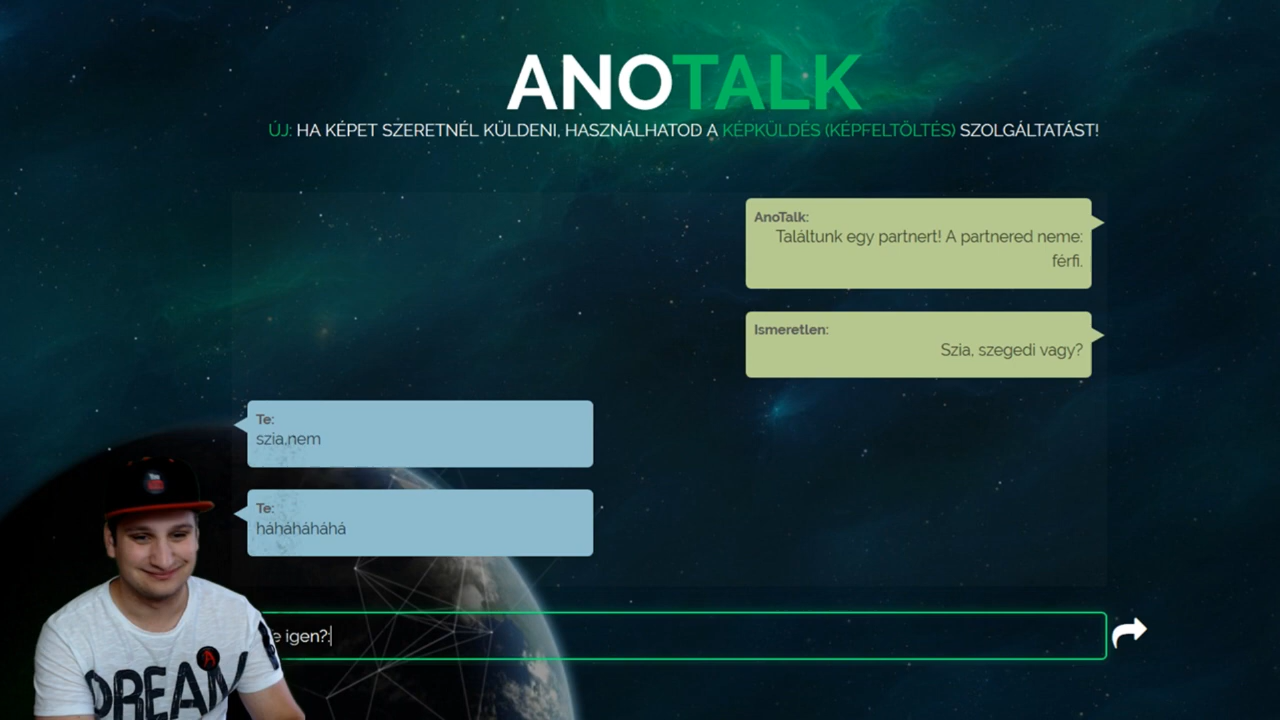 ANOTALK
ÚJ: HA KÉPET SZERETNÉL KÜLDENI, HASZNÁLHATOD A KÉPKÜLDÉS (KÉPFELTÖLTÉS) SZOLGÁLTATÁST!
AnoTalk:
Találtunk egy partnert! A partnered neme:
férfi.
Ismeretlen:
Szia, szegedi vagy?
Te:
szia,nem
Te:
háháháháhá
e igen?:
DREAM